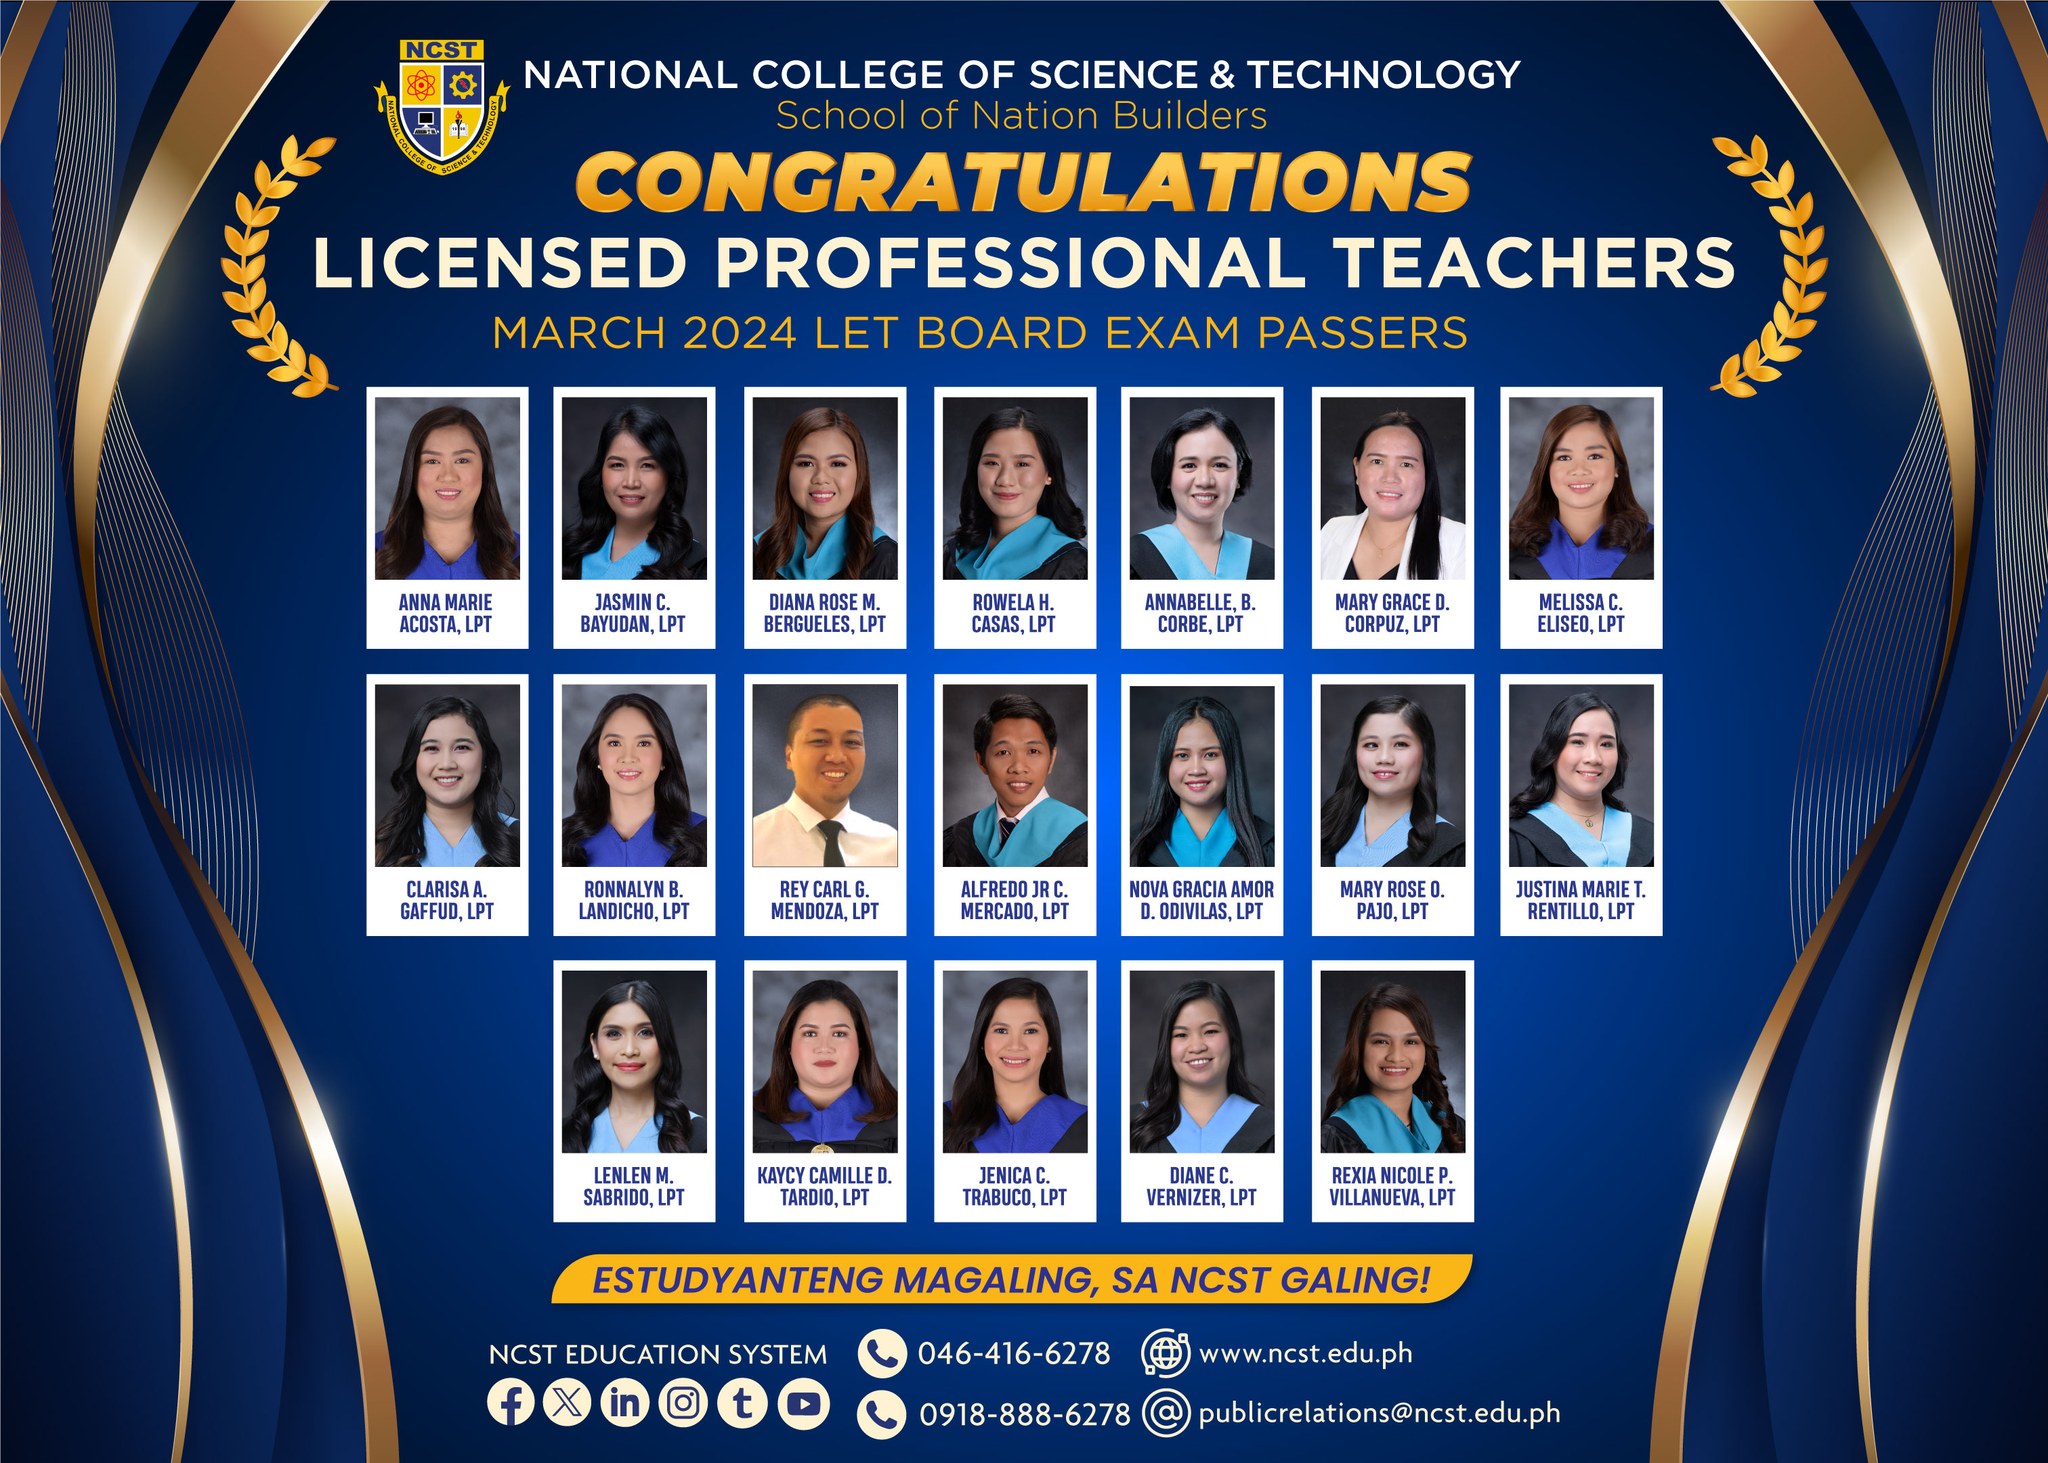 NCST
NATIONAL COLLEGE OF SCIENCE & TECHNOLOGY
NATIONAL COLLEGE OF SCIENCE & TECHNOLOGY
School of Nation Builders
CONGRATULATIONS
LICENSED PROFESSIONAL TEACHERS
MARCH 2024 LET BOARD EXAM PASSERS
ANNA MARIE
ACOSTA, LPT
JASMIN C.
BAYUDAN, LPT
DIANA ROSE M.
BERGUELES, LPT
ROWELA H.
CASAS, LPT
ANNABELLE, B.
CORBE, LPT
MARY GRACE D.
CORPUZ, LPT
MELISSA C.
ELISEO, LPT
CLARISA A.
GAFFUD, LPT
RONNALYN B.
LANDICHO, LPT
REY CARL G.
MENDOZA, LPT
ALFREDO JR C.
MERCADO, LPT
NOVA GRACIA AMOR
D. ODIVILAS, LPT
MARY ROSE O.
PAJO, LPT
JUSTINA MARIE T.
RENTILLO, LPT
LENLEN M.
SABRIDO, LPT
KAYCY CAMILLE D.
TARDIO, LPT
JENICA C.
TRABUCO, LPT
DIANE C.
VERNIZER, LPT
REXIA NICOLE P.
VILLANUEVA, LPT
ESTUDYANTENG MAGALING, SA NCST GALING!
NCST EDUCATION SYSTEM
046-416-6278
www.ncst.edu.ph
0918-888-6278
publicrelations@ncst.edu.ph